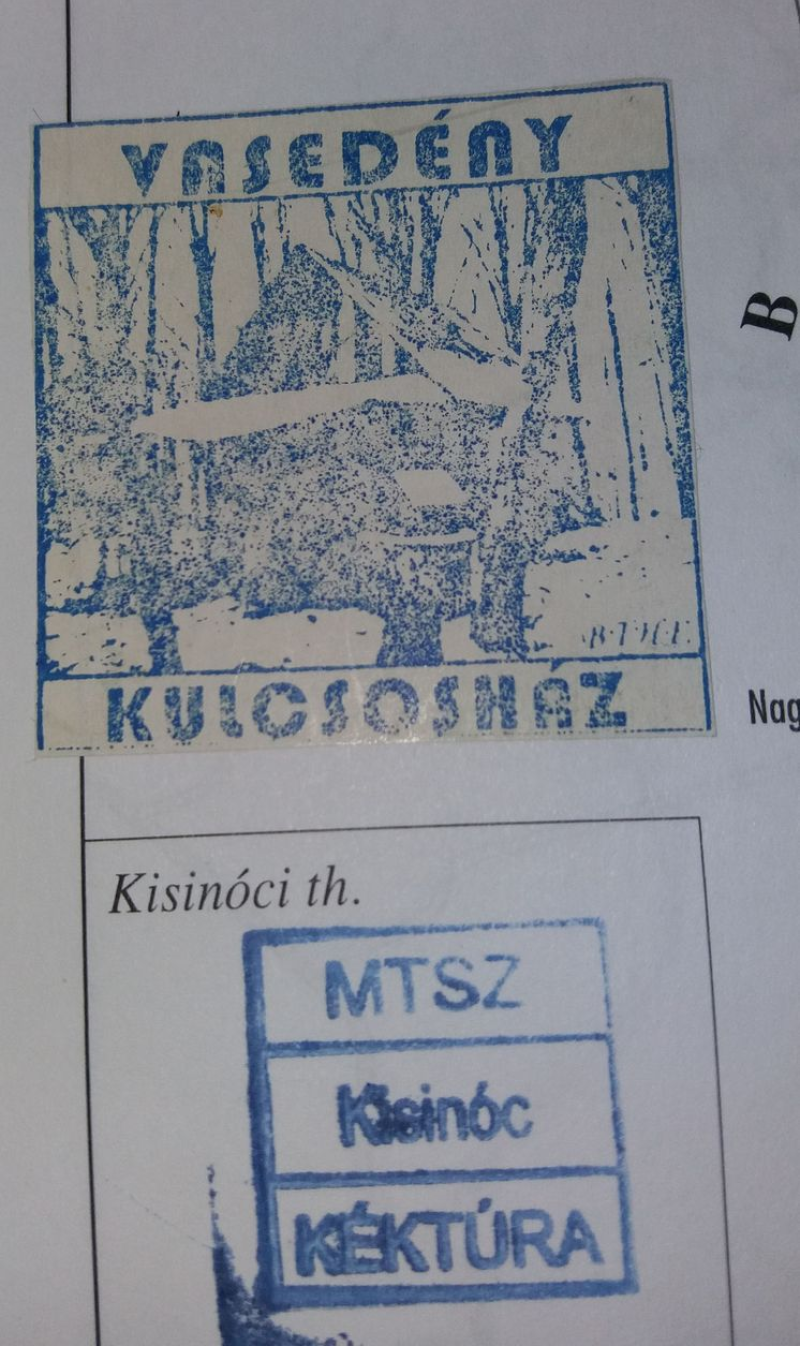 VASEDÉNY
B
B.T.H.E.
KULCSOSHÁZ
Nag
Kisinóci th.
MTSZ
Kisinóc
KÉKTÚRA